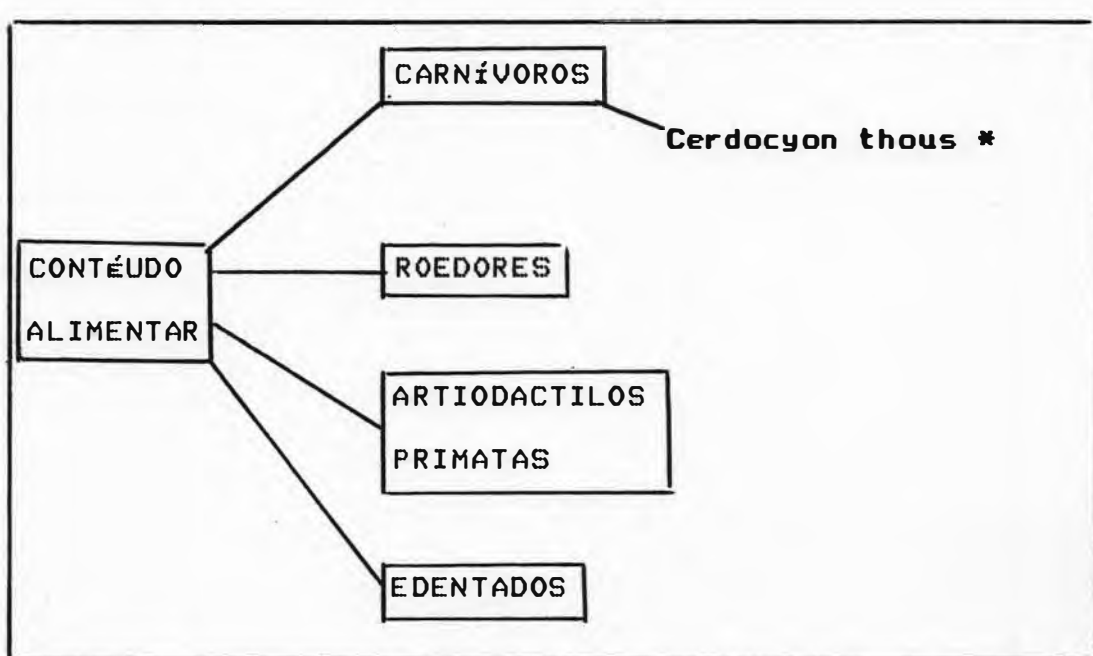 CARNÍVOROS
Cerdocyon thous *
CONTÉUDO
ALIMENTAR
ROEDORES
ARTIODACTILOS
PRIMATAS
EDENTADOS